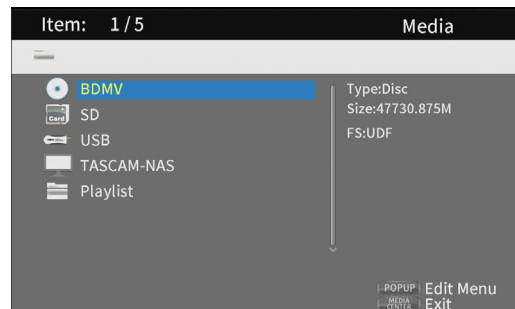 Item: 1/5
Media
BDMV
Card SD
USB
TASCAM-NAS
Playlist
Type:Disc
Size:47730.875M
FS:UDF
POPUP Edit Menu
MEDIA CENTER Exit